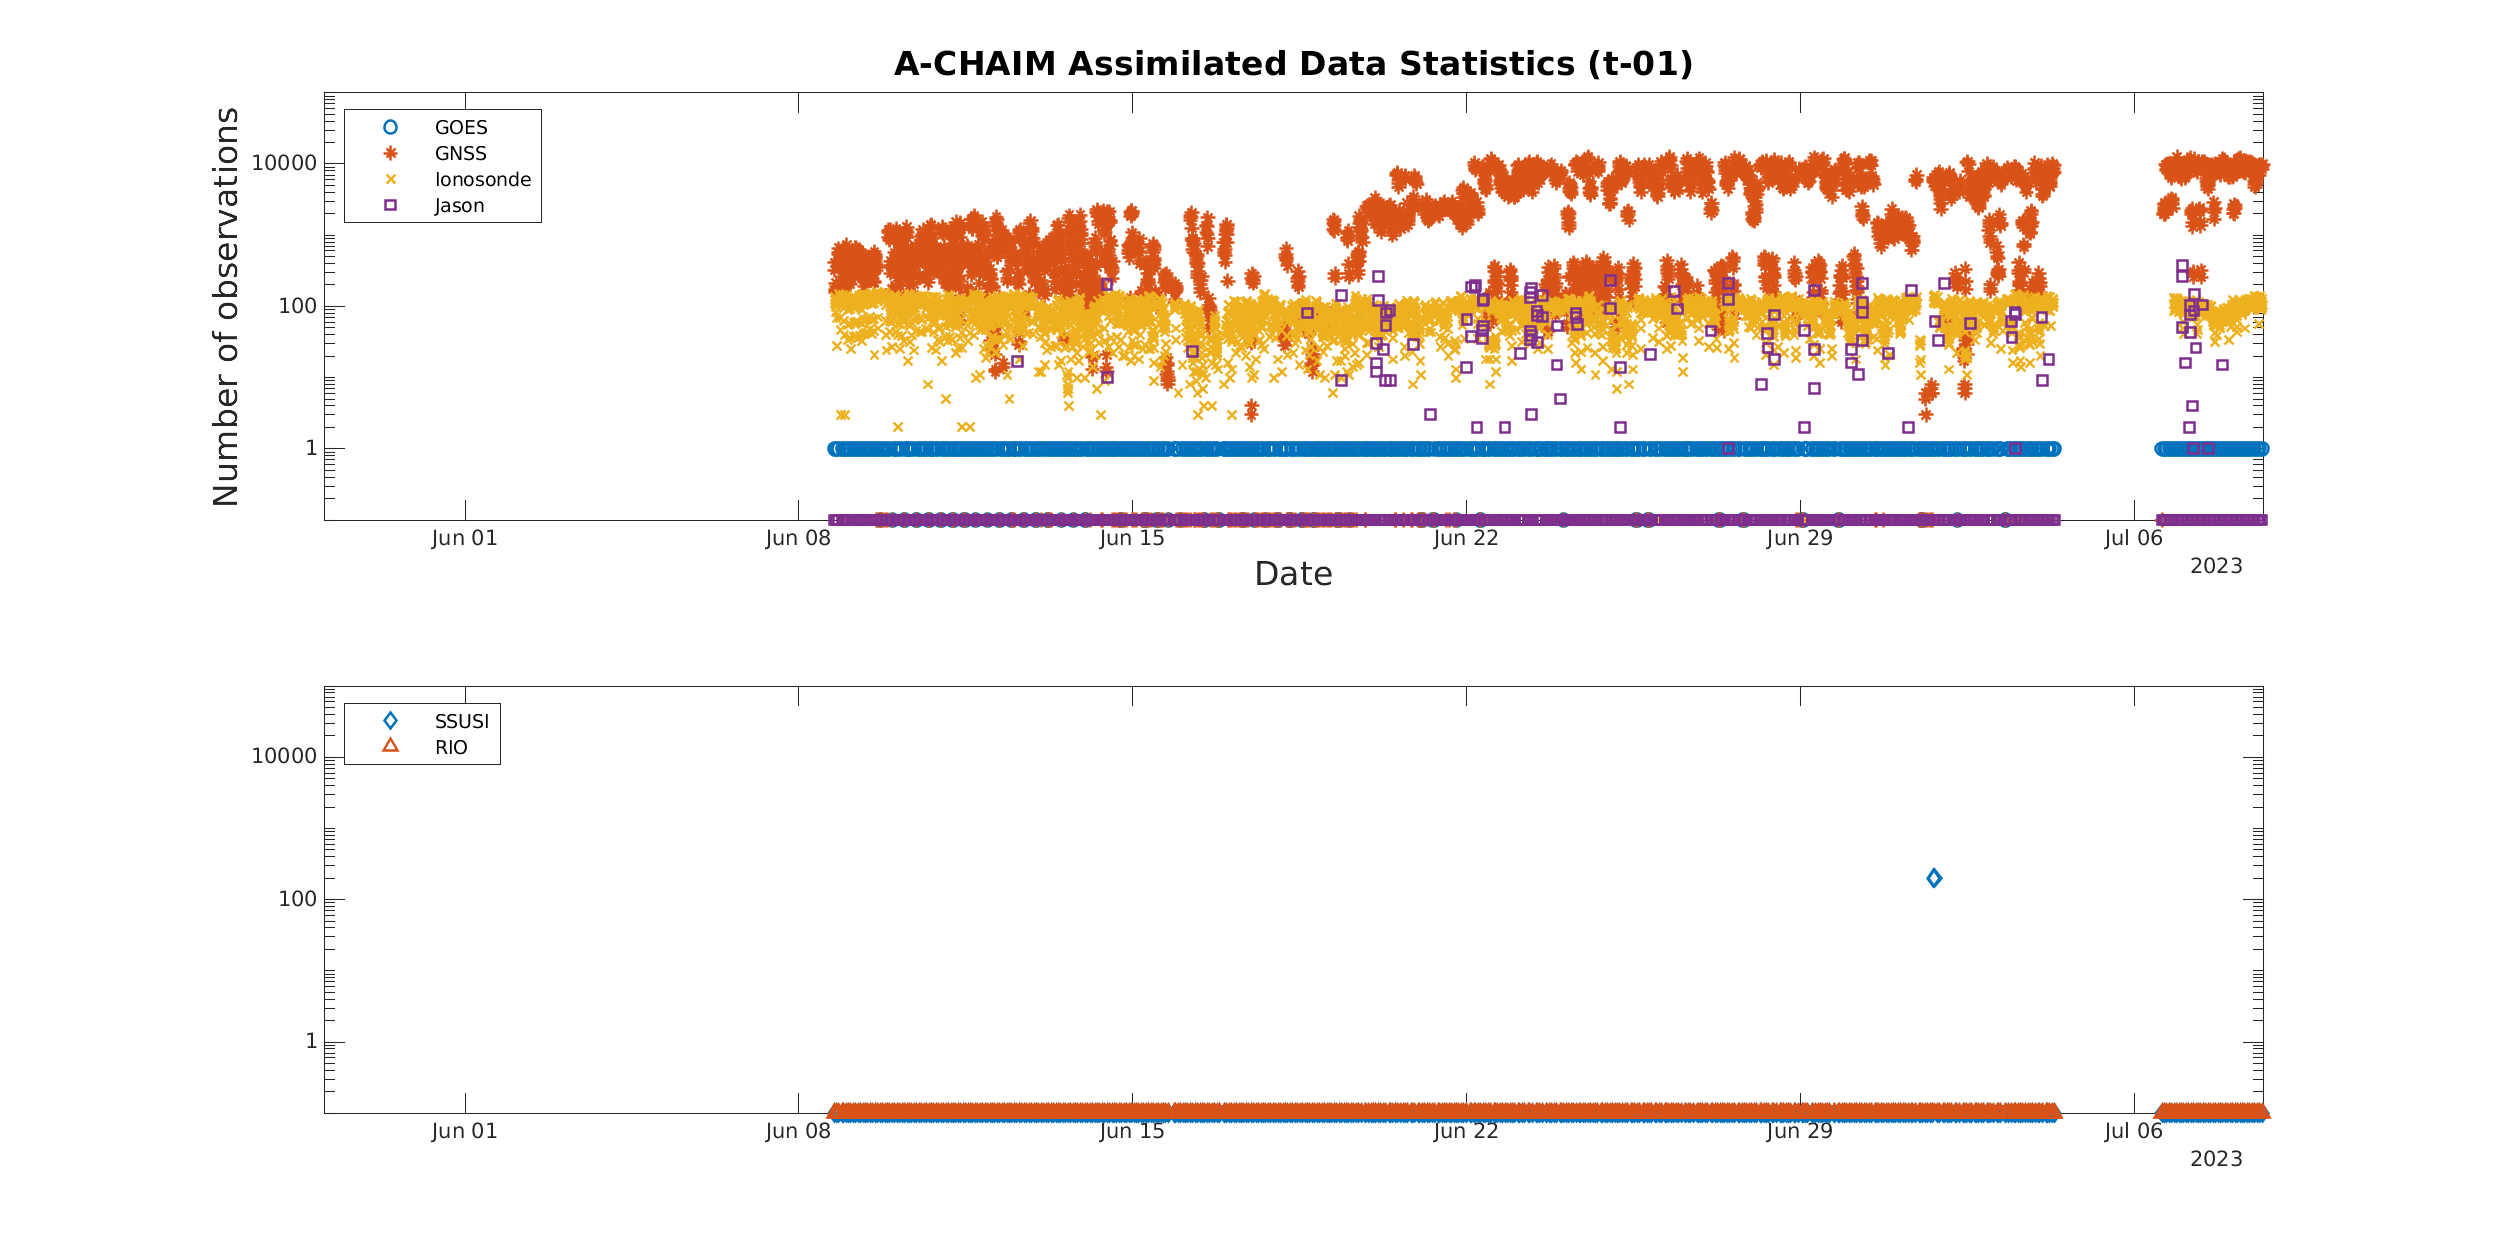 A-CHAIM Assimilated Data Statistics (t-01)
Number of observations
GOES
GNSS
Ionosonde
Jason
10000
100
1
Jun 01
Jun 08
Jun 15
Jun 22
Jun 29
Jul 06
2023
Date
SSUSI
RIO
10000
100
1
Jun 01
Jun 08
Jun 15
Jun 22
Jun 29
Jul 06
2023